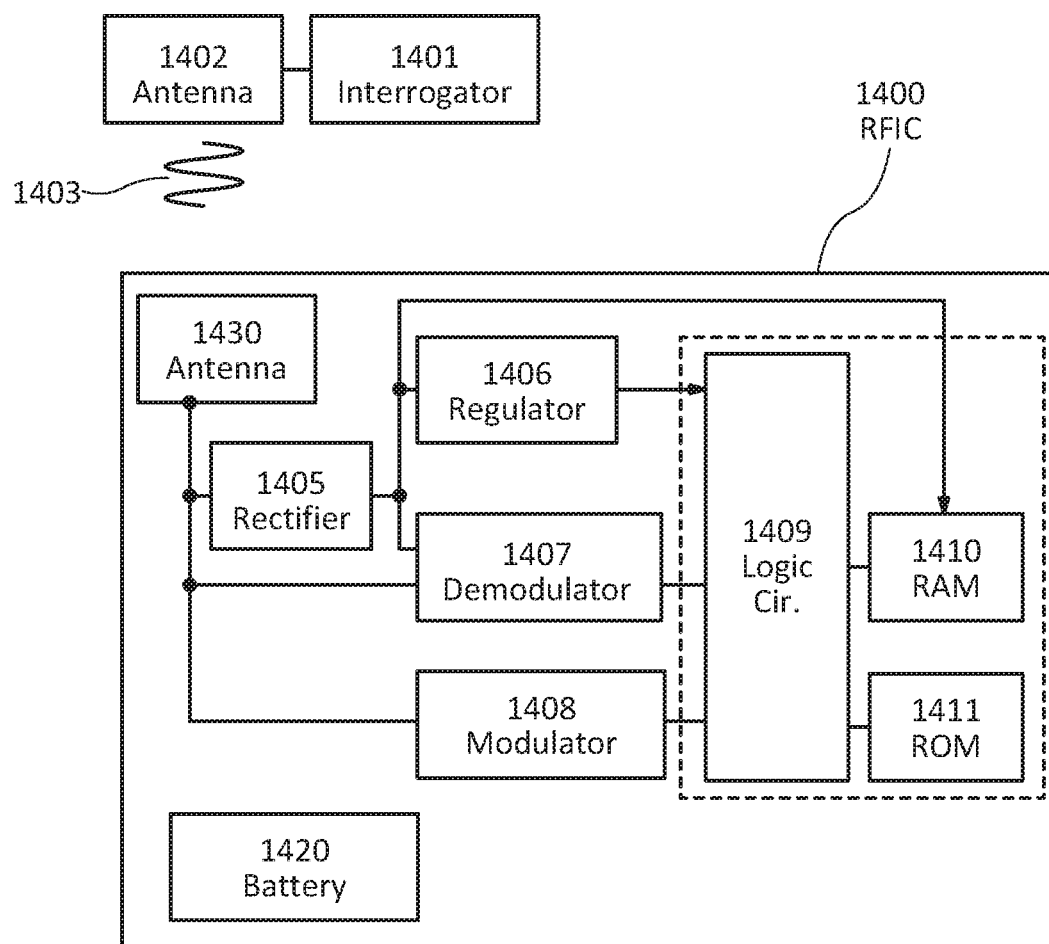 1402
Antenna
1401
Interrogator
1400
RFIC
1403
1430
Antenna
1406
Regulator
1405
Rectifier
1407
Demodulator
1409
Logic
Cir.
1410
RAM
1408
Modulator
1411
ROM
1420
Battery